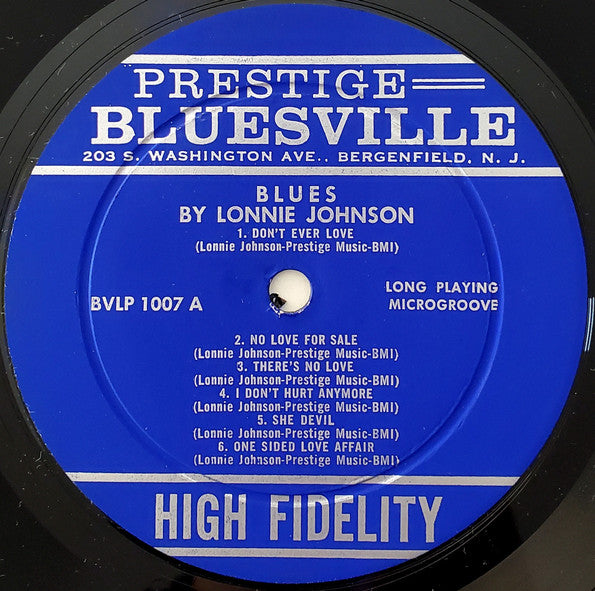 PRESTIGE
BLUESVILLE
203 S. WASHINGTON AVE., BERGENFIELD, N. J.
BLUES
BY LONNIE JOHNSON
1. DON'T EVER LOVE
(Lonnie Johnson-Prestige Music-BMI)
BVLP 1007 A
LONG PLAYING
MICROGROOVE
2. NO LOVE FOR SALE
(Lonnie Johnson-Prestige Music-BMI)
3. THERE'S NO LOVE
(Lonnie Johnson-Prestige Music-BMI)
4. I DON'T HURT ANYMORE
(Lonnie Johnson-Prestige Music-BMI)
5. SHE DEVIL
(Lonnie Johnson-Prestige Music-BMI)
6. ONE SIDED LOVE AFFAIR
(Lonnie Johnson-Prestige Music-BMI)
HIGH FIDELITY